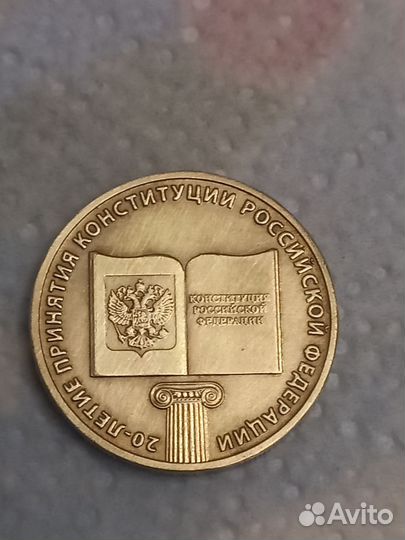 20-ЛЕТИЕ ПРИНЯТИЯ КОНСТИТУЦИИ РОССИЙСКОЙ ФЕДЕРАЦИИ
КОНСТИТУЦИЯ
РОССИЙСКОЙ
ФЕДЕРАЦИИ
Avito